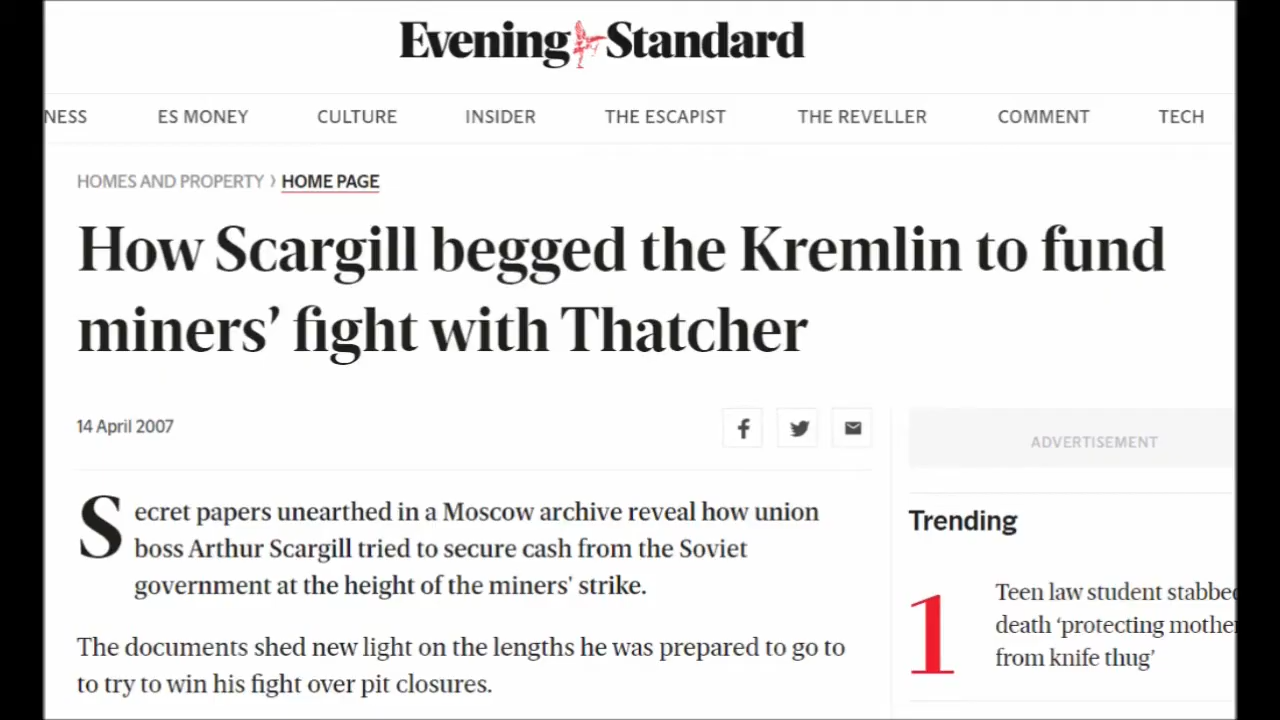 Evening Standard
NESS ES MONEY CULTURE INSIDER THE ESCAPIST THE REVELLER COMMENT TECH
HOMES AND PROPERTY › HOME PAGE
How Scargill begged the Kremlin to fund
miners’ fight with Thatcher
14 April 2007
Secret papers unearthed in a Moscow archive reveal how union
boss Arthur Scargill tried to secure cash from the Soviet
government at the height of the miners' strike.
The documents shed new light on the lengths he was prepared to go to
to try to win his fight over pit closures.
ADVERTISEMENT
Trending
1
Teen law student stabbed
death ‘protecting mother
from knife thug’